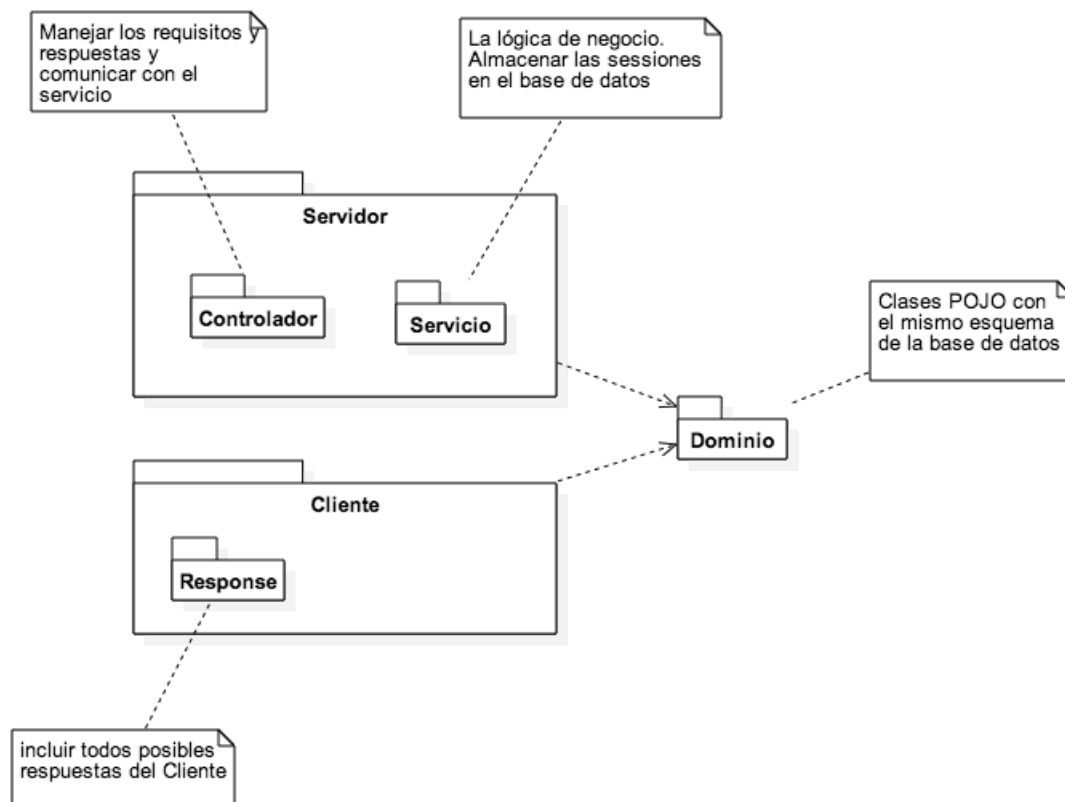 Manejar los requisitos y
respuestas y
comunicar con el
servicio
La lógica de negocio.
Almacenar las sessiones
en el base de datos
Servidor
Controlador
Servicio
Clases POJO con
el mismo esquema
de la base de datos
Dominio
Cliente
Response
incluir todos posibles
respuestas del Cliente